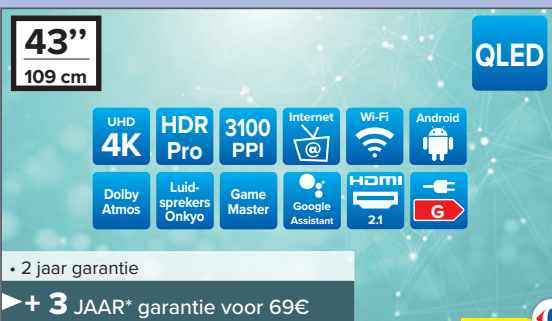 43’’
109 cm
QLED
UHD
4K
HDR
Pro
3100
PPI
Internet
@
Wi-Fi
Android
Dolby
Atmos
Luid-
sprekers
Onkyo
Game
Master
Google
Assistant
HDMI
2.1
G
• 2 jaar garantie
+ 3 JAAR* garantie voor 69€